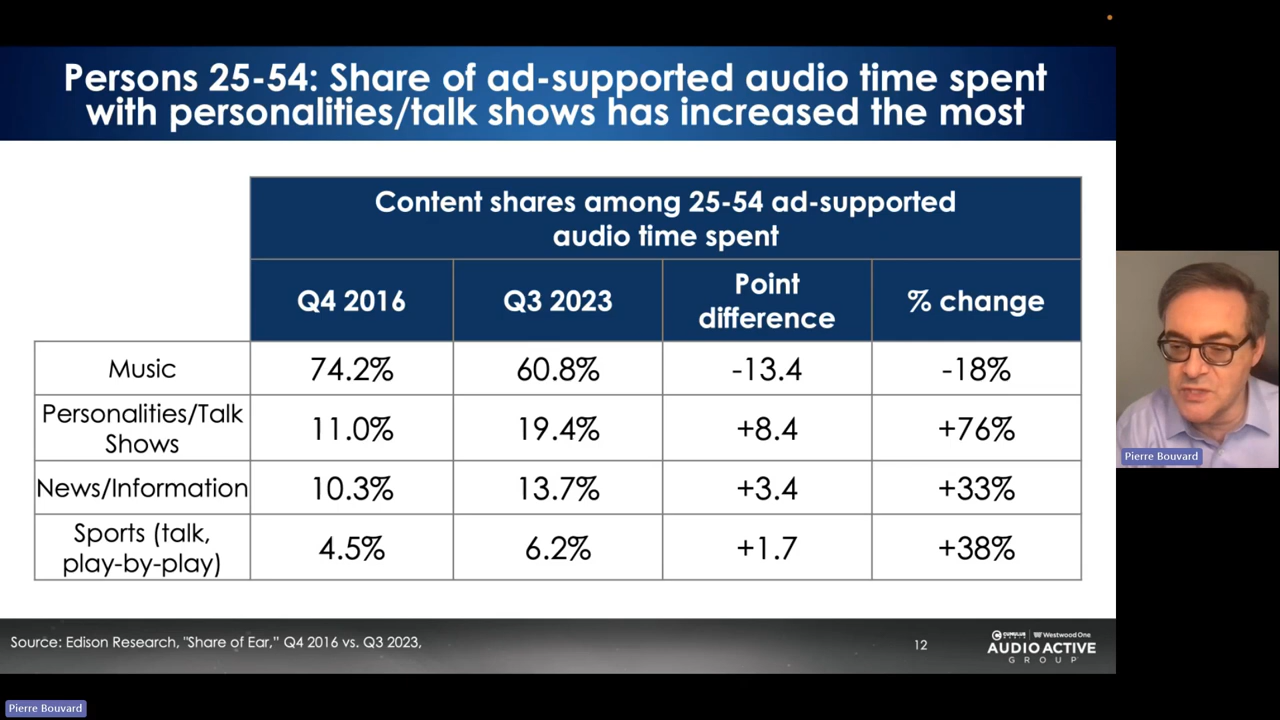 Persons 25-54: Share of ad-supported audio time spent
with personalities/talk shows has increased the most
Content shares among 25-54 ad-supported
audio time spent
Q4 2016
Q3 2023
Point
difference
% change
Music
74.2%
60.8%
-13.4
-18%
Personalities/Talk
Shows
11.0%
19.4%
+8.4
+76%
News/Information
10.3%
13.7%
+3.4
+33%
Sports (talk,
play-by-play)
4.5%
6.2%
+1.7
+38%
Source: Edison Research, "Share of Ear," Q4 2016 vs. Q3 2023,
12
CUMULUS
Westwood One
AUDIO ACTIVE
GROUP
Pierre Bouvard
Pierre Bouvard